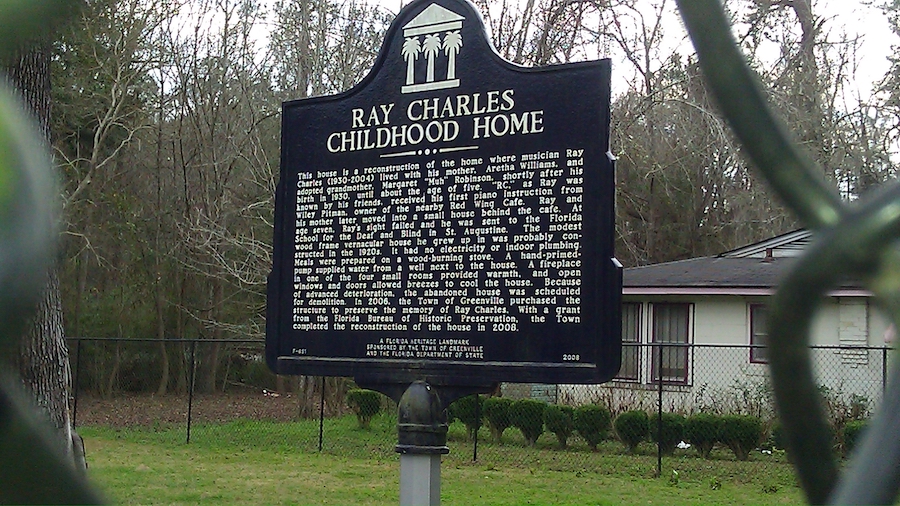 RAY CHARLES
CHILDHOOD HOME
This house is a reconstruction of the home where musician Ray
Charles (1930-2004) lived with his mother, Aretha Williams, and
adopted grandmother, Margaret "Muh" Robinson, shortly after his
birth in 1930, until about the age of five. "RC," as Ray was
known by his friends, received his first piano instruction from
Wiley Pitman, owner of the nearby Red Wing Cafe. Ray and
his mother later moved into a small house behind the cafe. At
age seven, Ray's sight failed and he was sent to the Florida
School for the Deaf and Blind in St. Augustine. The modest
wood frame vernacular house he grew up in was probably con-
structed in the 1920s. It had no electricity or indoor plumbing.
Meals were prepared on a wood-burning stove. A hand-primed-
pump supplied water from a well next to the house. A fireplace
in one of the four small rooms provided warmth, and open
windows and doors allowed breezes to cool the house. Because
of advanced deterioration, the abandoned house was scheduled
for demolition. In 2006, the Town of Greenville purchased the
structure to preserve the memory of Ray Charles. With a grant
from the Florida Bureau of Historic Preservation, the Town
completed the reconstruction of the house in 2008.
A FLORIDA HERITAGE LANDMARK
SPONSORED BY THE TOWN OF GREENVILLE
F-651 AND THE FLORIDA DEPARTMENT OF STATE 2008